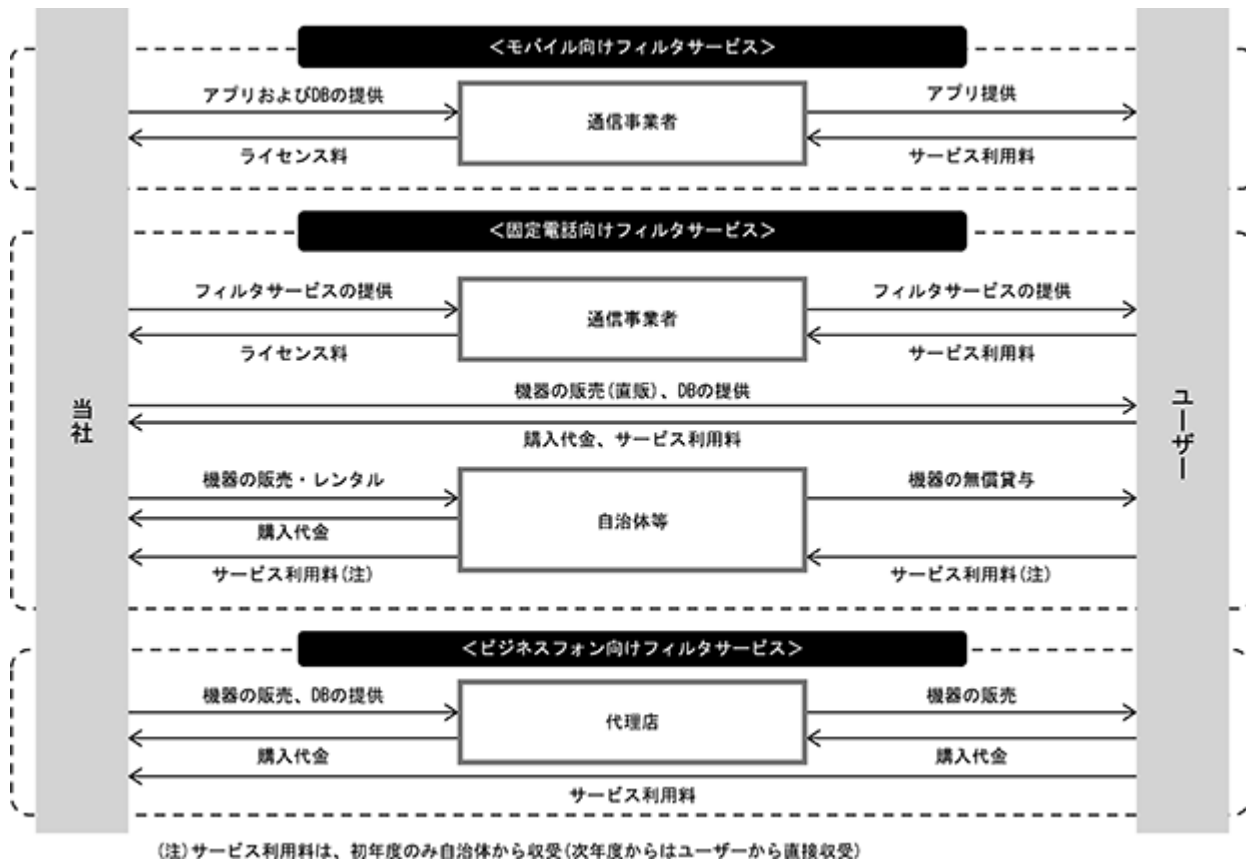 ＜モバイル向けフィルタサービス＞
アプリおよびDBの提供
通信事業者
アプリ提供
ライセンス料
サービス利用料
＜固定電話向けフィルタサービス＞
フィルタサービスの提供
通信事業者
フィルタサービスの提供
ライセンス料
サービス利用料
当社
機器の販売(直販)、DBの提供
ユーザー
購入代金、サービス利用料
機器の販売・レンタル
自治体等
機器の無償貸与
購入代金
サービス利用料(注)
サービス利用料(注)
＜ビジネスフォン向けフィルタサービス＞
機器の販売、DBの提供
代理店
機器の販売
購入代金
購入代金
サービス利用料
(注)サービス利用料は、初年度のみ自治体から収受(次年度からはユーザーから直接収受)